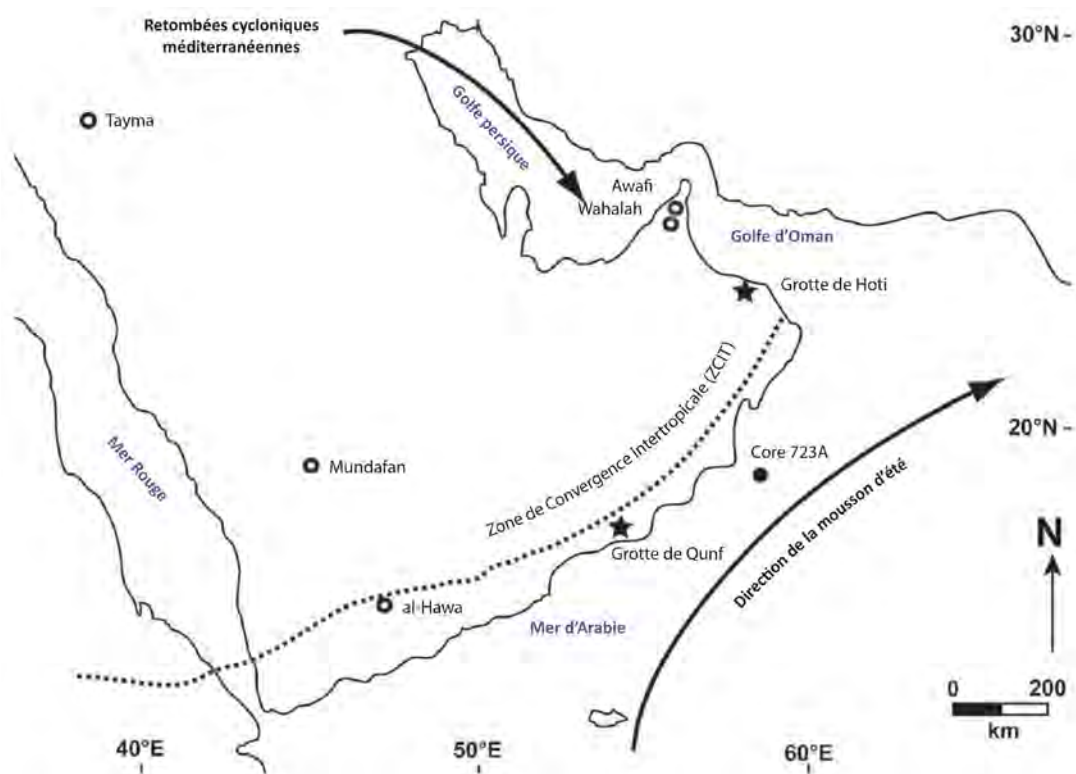 Retombées cycloniques
méditerranéennes
30°N
Tayma
Golfe persique
Awafi
Wahalah
Golfe d'Oman
Grotte de Hoti
Zone de Convergence Intertropicale (ZCIT)
20°N
Core 723A
Mer Rouge
Mundafan
Direction de la mousson d'été
Grotte de Qunf
N
al-Hawa
Mer d'Arabie
0 200
km
40°E
50°E
60°E